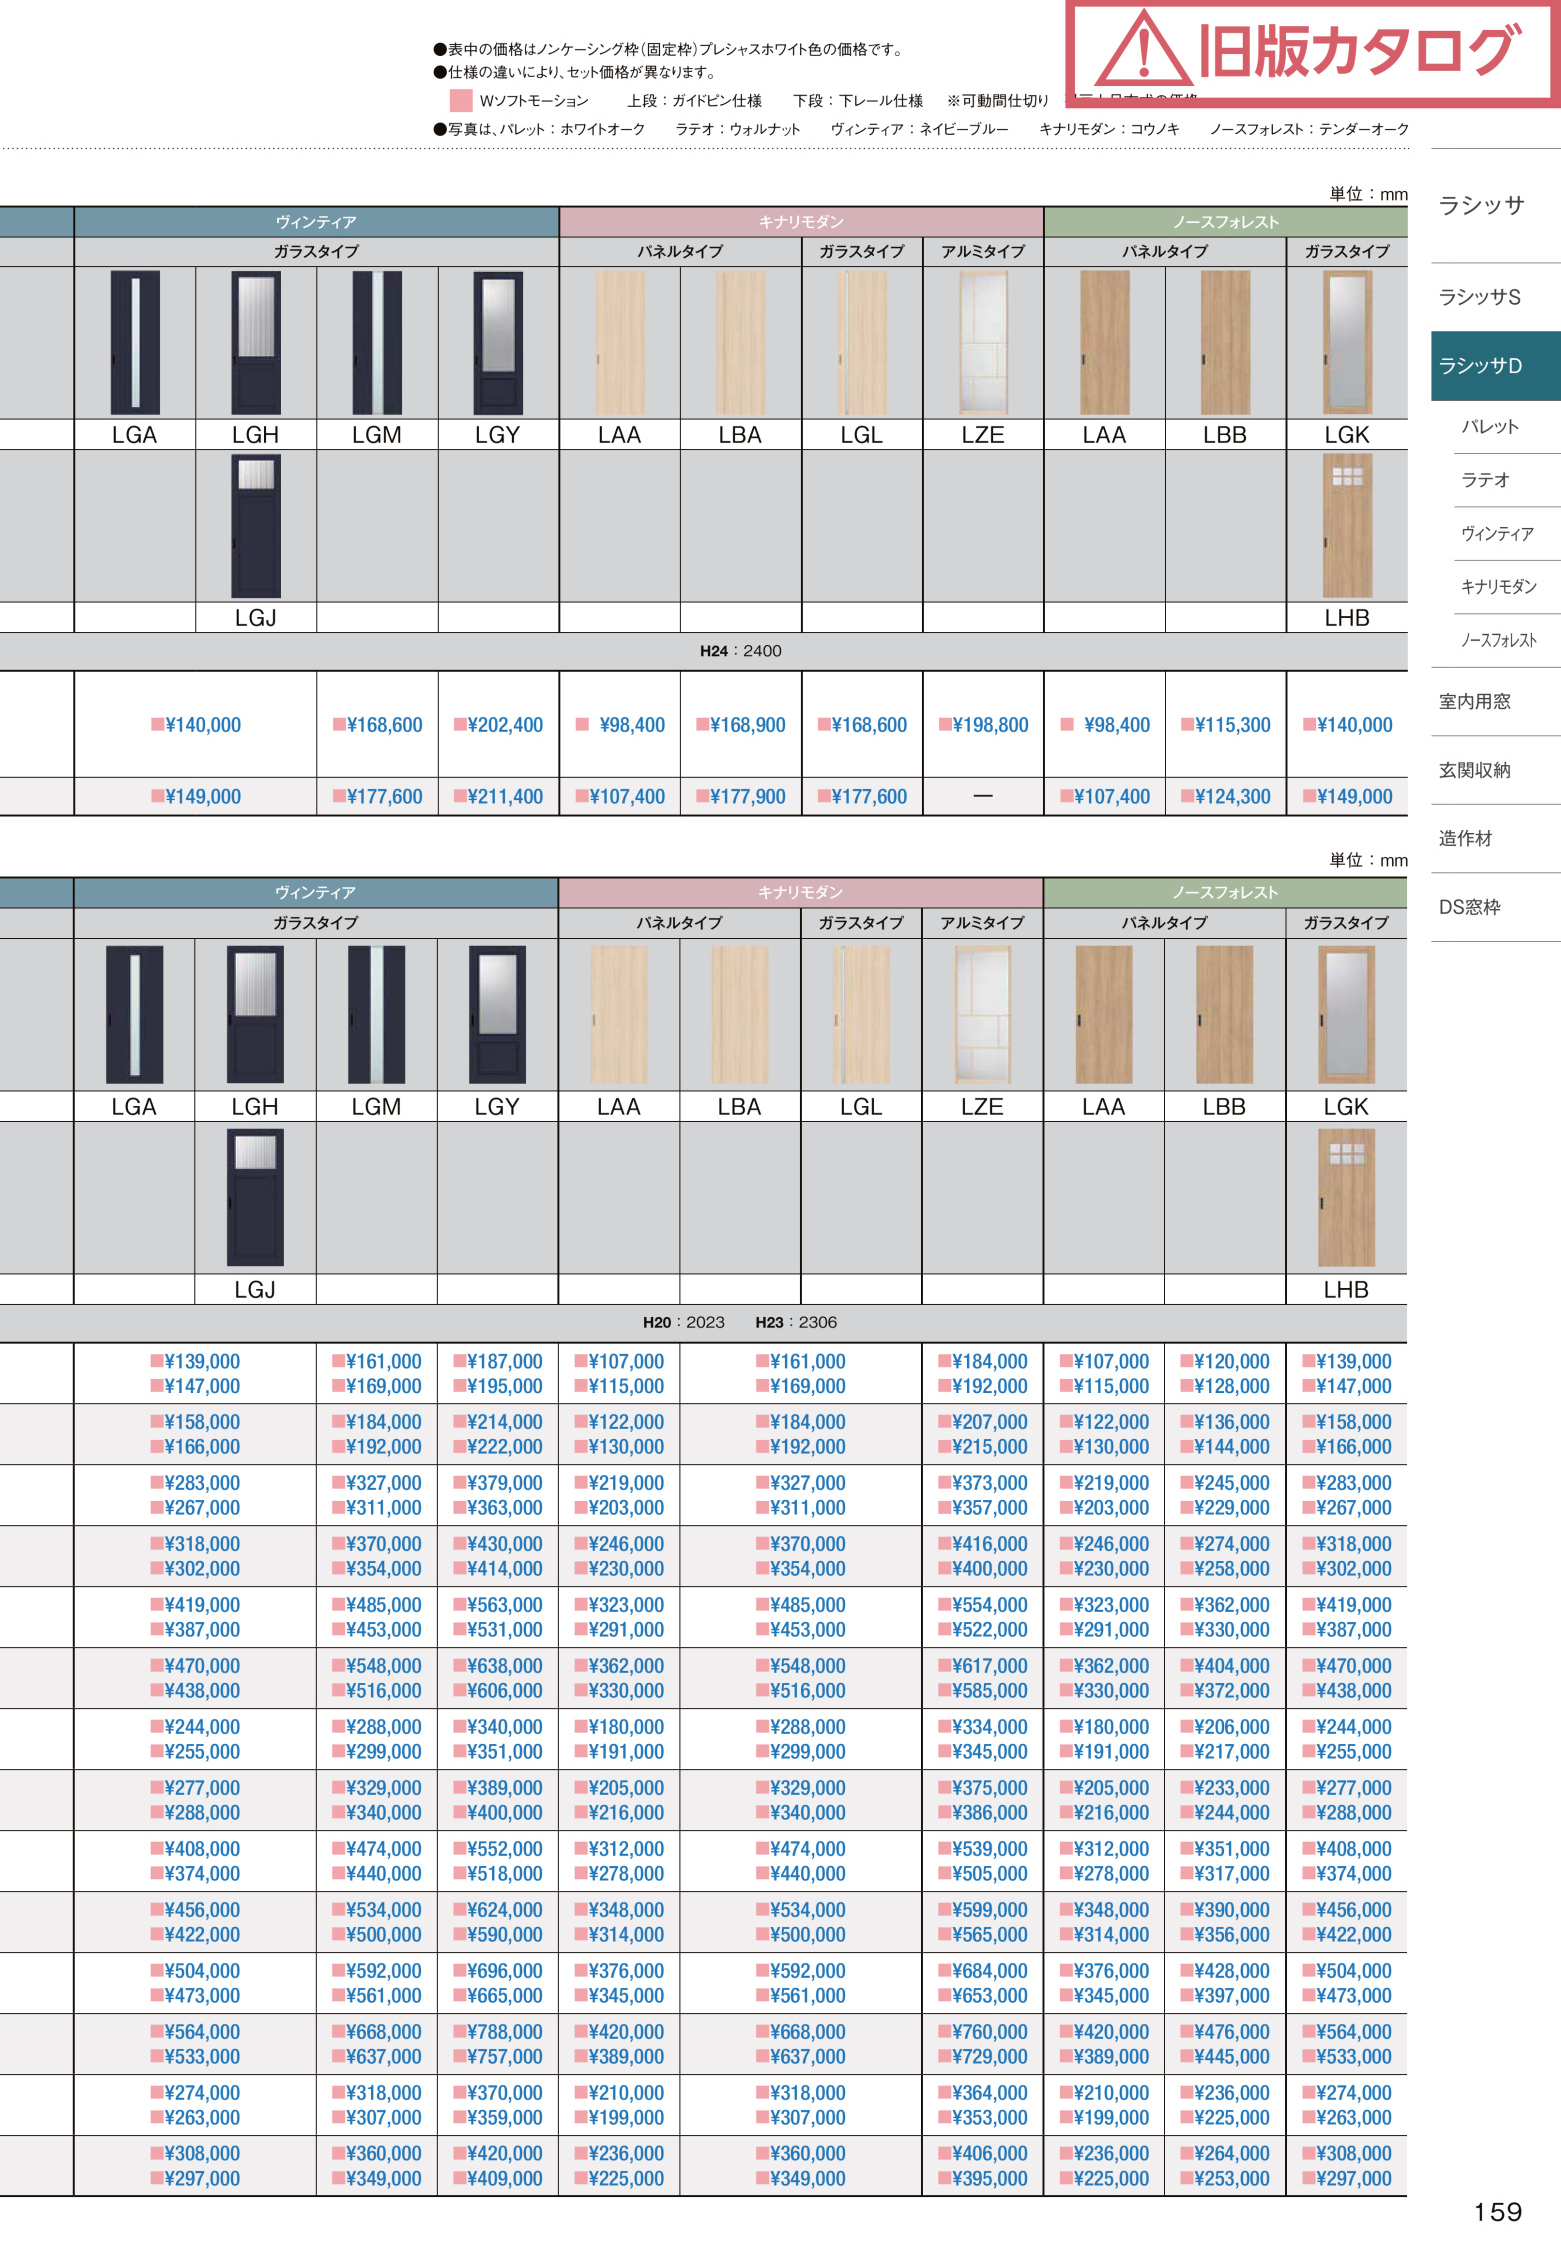 旧版カタログ
●表中の価格はノンケーシング枠(固定枠)プレシャスホワイト色の価格です。
●仕様の違いにより、セット価格が異なります。
Wソフトモーション 上段:ガイドピン仕様 下段:下レール仕様 ※可動間仕切り
●写真は、パレット:ホワイトオーク ラテオ:ウォルナット ヴィンティア:ネイビーブルー キナリモダン:コウノキ ノースフォレスト:テンダーオーク
単位:mm
ヴィンティア キナリモダン ノースフォレスト
ガラスタイプ パネルタイプ ガラスタイプ アルミタイプ パネルタイプ ガラスタイプ
LGA LGH LGM LGY LAA LBA LGL LZE LAA LBB LGK
LGJ LHB
H24:2400
¥140,000 ¥168,600 ¥202,400 ¥98,400 ¥168,900 ¥168,600 ¥198,800 ¥98,400 ¥115,300 ¥140,000
¥149,000 ¥177,600 ¥211,400 ¥107,400 ¥177,900 ¥177,600 — ¥107,400 ¥124,300 ¥149,000
単位:mm
ヴィンティア キナリモダン ノースフォレスト
ガラスタイプ パネルタイプ ガラスタイプ アルミタイプ パネルタイプ ガラスタイプ
LGA LGH LGM LGY LAA LBA LGL LZE LAA LBB LGK
LGJ LHB
H20:2023 H23:2306
¥139,000 ¥161,000 ¥187,000 ¥107,000 ¥161,000 ¥184,000 ¥107,000 ¥120,000 ¥139,000
¥147,000 ¥169,000 ¥195,000 ¥115,000 ¥169,000 ¥192,000 ¥115,000 ¥128,000 ¥147,000
¥158,000 ¥184,000 ¥214,000 ¥122,000 ¥184,000 ¥207,000 ¥122,000 ¥136,000 ¥158,000
¥166,000 ¥192,000 ¥222,000 ¥130,000 ¥192,000 ¥215,000 ¥130,000 ¥144,000 ¥166,000
¥283,000 ¥327,000 ¥379,000 ¥219,000 ¥327,000 ¥373,000 ¥219,000 ¥245,000 ¥283,000
¥267,000 ¥311,000 ¥363,000 ¥203,000 ¥311,000 ¥357,000 ¥203,000 ¥229,000 ¥267,000
¥318,000 ¥370,000 ¥430,000 ¥246,000 ¥370,000 ¥416,000 ¥246,000 ¥274,000 ¥318,000
¥302,000 ¥354,000 ¥414,000 ¥230,000 ¥354,000 ¥400,000 ¥230,000 ¥258,000 ¥302,000
¥419,000 ¥485,000 ¥563,000 ¥323,000 ¥485,000 ¥554,000 ¥323,000 ¥362,000 ¥419,000
¥387,000 ¥453,000 ¥531,000 ¥291,000 ¥453,000 ¥522,000 ¥291,000 ¥330,000 ¥387,000
¥470,000 ¥548,000 ¥638,000 ¥362,000 ¥548,000 ¥617,000 ¥362,000 ¥404,000 ¥470,000
¥438,000 ¥516,000 ¥606,000 ¥330,000 ¥516,000 ¥585,000 ¥330,000 ¥372,000 ¥438,000
¥244,000 ¥288,000 ¥340,000 ¥180,000 ¥288,000 ¥334,000 ¥180,000 ¥206,000 ¥244,000
¥255,000 ¥299,000 ¥351,000 ¥191,000 ¥299,000 ¥345,000 ¥191,000 ¥217,000 ¥255,000
¥277,000 ¥329,000 ¥389,000 ¥205,000 ¥329,000 ¥375,000 ¥205,000 ¥233,000 ¥277,000
¥288,000 ¥340,000 ¥400,000 ¥216,000 ¥340,000 ¥386,000 ¥216,000 ¥244,000 ¥288,000
¥408,000 ¥474,000 ¥552,000 ¥312,000 ¥474,000 ¥539,000 ¥312,000 ¥351,000 ¥408,000
¥374,000 ¥440,000 ¥518,000 ¥278,000 ¥440,000 ¥505,000 ¥278,000 ¥317,000 ¥374,000
¥456,000 ¥534,000 ¥624,000 ¥348,000 ¥534,000 ¥599,000 ¥348,000 ¥390,000 ¥456,000
¥422,000 ¥500,000 ¥590,000 ¥314,000 ¥500,000 ¥565,000 ¥314,000 ¥356,000 ¥422,000
¥504,000 ¥592,000 ¥696,000 ¥376,000 ¥592,000 ¥684,000 ¥376,000 ¥428,000 ¥504,000
¥473,000 ¥561,000 ¥665,000 ¥345,000 ¥561,000 ¥653,000 ¥345,000 ¥397,000 ¥473,000
¥564,000 ¥668,000 ¥788,000 ¥420,000 ¥668,000 ¥760,000 ¥420,000 ¥476,000 ¥564,000
¥533,000 ¥637,000 ¥757,000 ¥389,000 ¥637,000 ¥729,000 ¥389,000 ¥445,000 ¥533,000
¥274,000 ¥318,000 ¥370,000 ¥210,000 ¥318,000 ¥364,000 ¥210,000 ¥236,000 ¥274,000
¥263,000 ¥307,000 ¥359,000 ¥199,000 ¥307,000 ¥353,000 ¥199,000 ¥225,000 ¥263,000
¥308,000 ¥360,000 ¥420,000 ¥236,000 ¥360,000 ¥406,000 ¥236,000 ¥264,000 ¥308,000
¥297,000 ¥349,000 ¥409,000 ¥225,000 ¥349,000 ¥395,000 ¥225,000 ¥253,000 ¥297,000
ラシッサ
ラシッサS
ラシッサD
パレット
ラテオ
ヴィンティア
キナリモダン
ノースフォレスト
室内用窓
玄関収納
造作材
DS窓枠
159